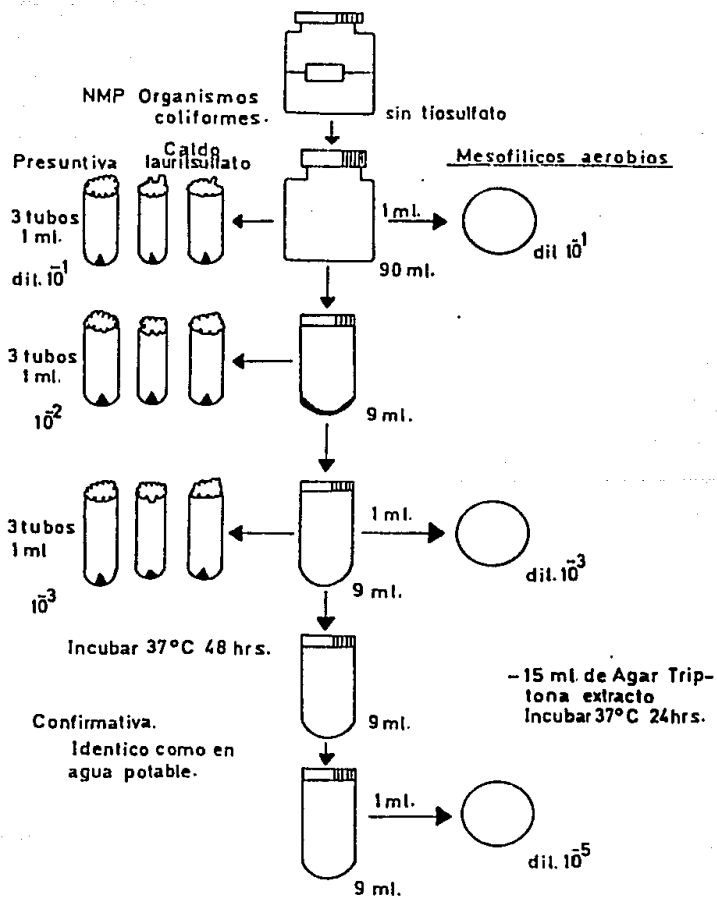 NMP Organismos
coliformes.
sin tiosulfato
Presuntiva
Caldo
laurilsulfato
Mesofilicos aerobios
3 tubos
1 ml.
dil. 10⁻¹
1 ml.
dil 10⁻¹
90 ml.
3 tubos
1 ml.
10⁻²
9 ml.
3 tubos
1 ml
10⁻³
1 ml.
dil. 10⁻³
9 ml.
Incubar 37°C 48 hrs.
-15 ml. de Agar Trip-
tona extracto
Incubar 37°C 24hrs.
9 ml.
Confirmativa.
Identico como en
agua potable.
1 ml.
dil. 10⁻⁵
9 ml.